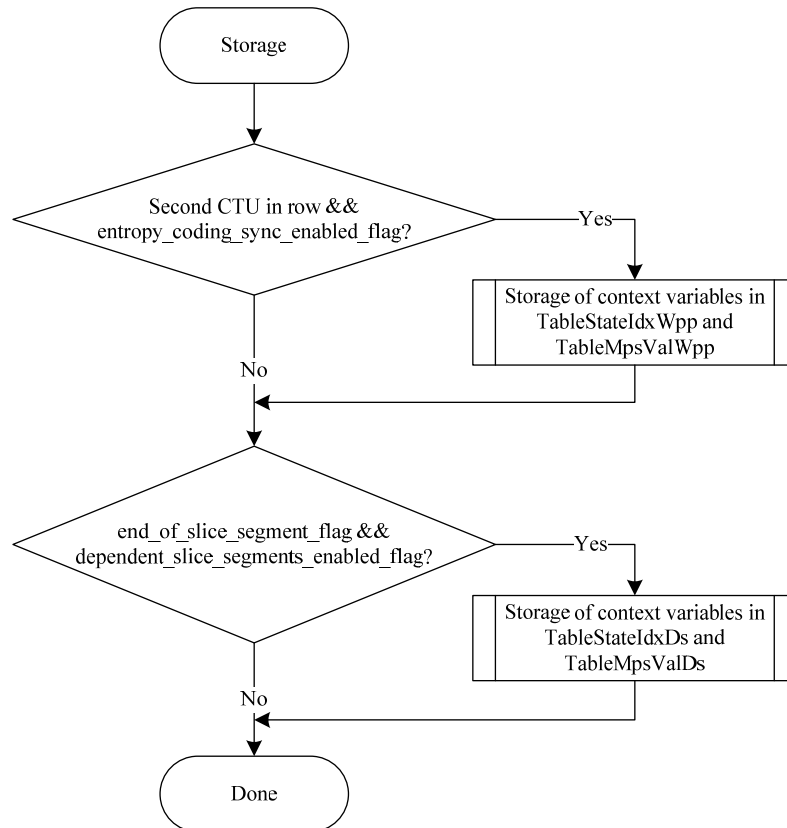 Storage
Second CTU in row &&
entropy_coding_sync_enabled_flag?
Yes
Storage of context variables in
TableStateIdxWpp and
TableMpsValWpp
No
end_of_slice_segment_flag &&
dependent_slice_segments_enabled_flag?
Yes
Storage of context variables in
TableStateIdxDs and
TableMpsValDs
No
Done